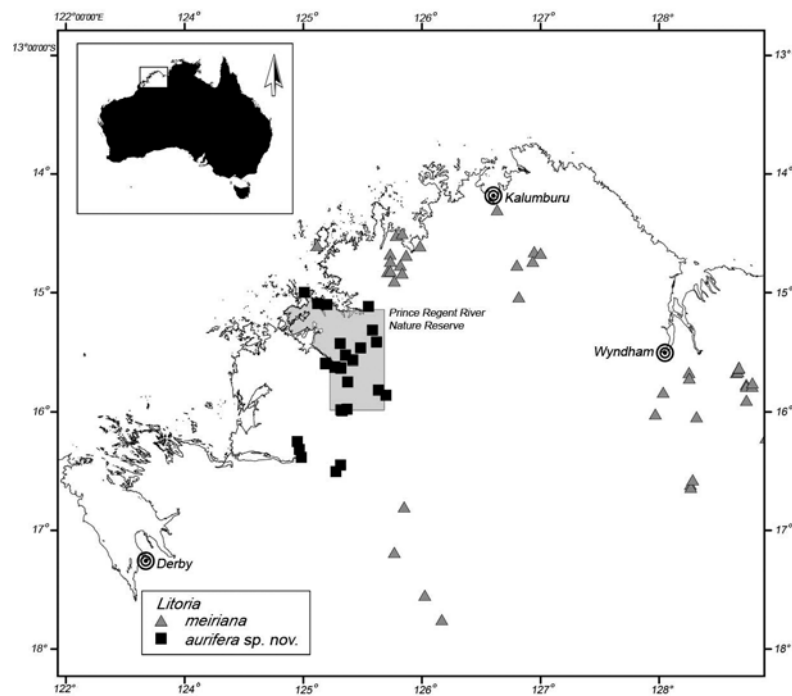 122°00'00"E
123°
124°
125°
126°
127°
128°
13°00'00"S
14°
15°
16°
17°
18°
Kalumburu
Prince Regent River
Nature Reserve
Wyndham
Derby
Litoria
meiriana
aurifera sp. nov.
14°
15°
16°
17°
18°
122°
123°
124°
125°
126°
127°
128°